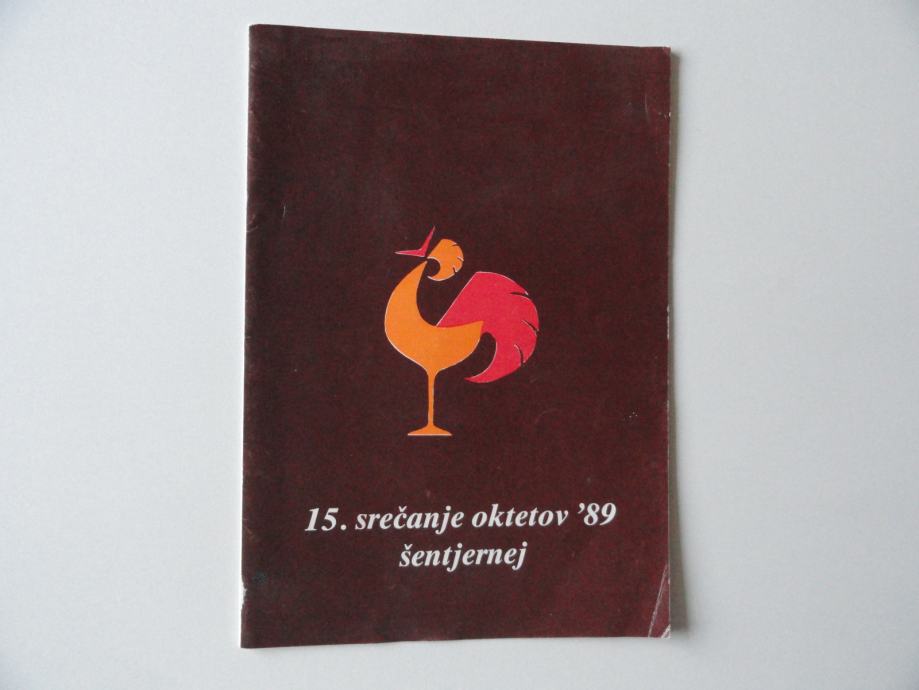 15. srečanje oktetov ’89
šentjernej